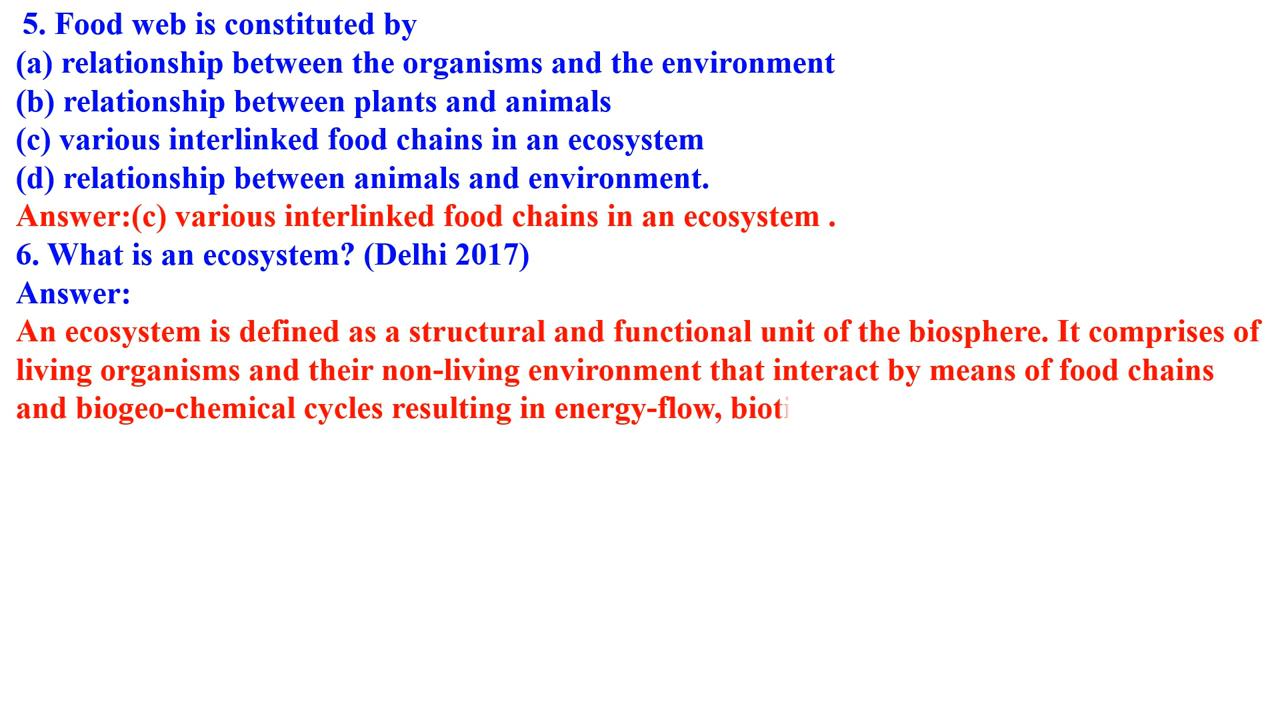 5. Food web is constituted by
(a) relationship between the organisms and the environment
(b) relationship between plants and animals
(c) various interlinked food chains in an ecosystem
(d) relationship between animals and environment.
Answer:(c) various interlinked food chains in an ecosystem .
6. What is an ecosystem? (Delhi 2017)
Answer:
An ecosystem is defined as a structural and functional unit of the biosphere. It comprises of
living organisms and their non-living environment that interact by means of food chains
and biogeo-chemical cycles resulting in energy-flow, bioti